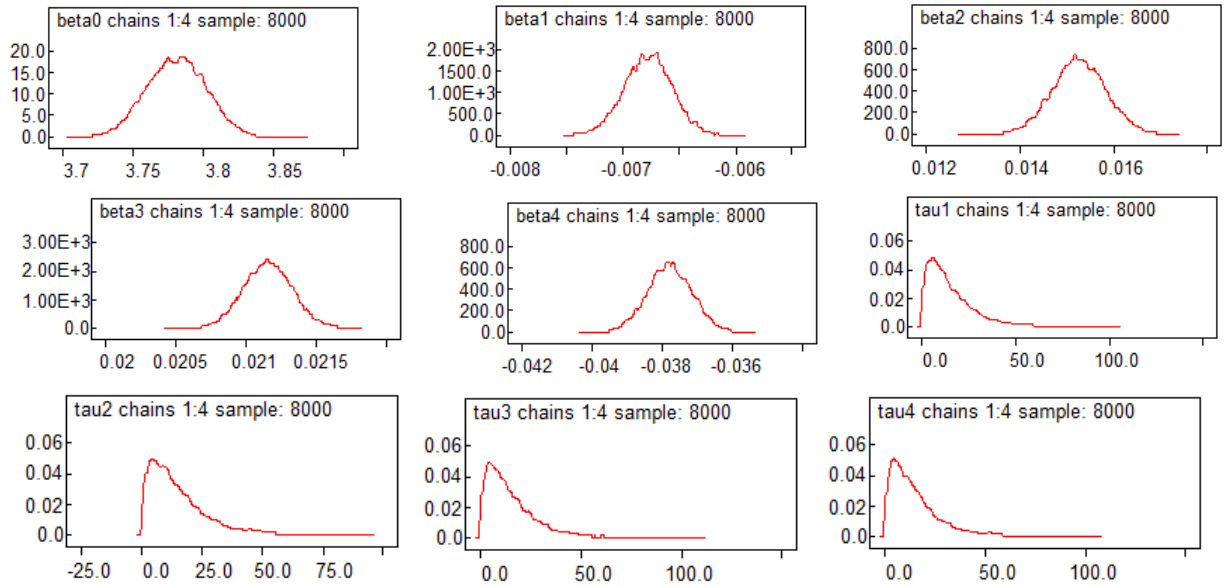 beta0 chains 1:4 sample: 8000
20.0
15.0
10.0
5.0
0.0
3.7 3.75 3.8 3.85
beta1 chains 1:4 sample: 8000
2.00E+3
1500.0
1.00E+3
500.0
0.0
-0.008 -0.007 -0.006
beta2 chains 1:4 sample: 8000
800.0
600.0
400.0
200.0
0.0
0.012 0.014 0.016
beta3 chains 1:4 sample: 8000
3.00E+3
2.00E+3
1.00E+3
0.0
0.02 0.0205 0.021 0.0215
beta4 chains 1:4 sample: 8000
800.0
600.0
400.0
200.0
0.0
-0.042 -0.04 -0.038 -0.036
tau1 chains 1:4 sample: 8000
0.06
0.04
0.02
0.0
0.0 50.0 100.0
tau2 chains 1:4 sample: 8000
0.06
0.04
0.02
0.0
-25.0 0.0 25.0 50.0 75.0
tau3 chains 1:4 sample: 8000
0.06
0.04
0.02
0.0
0.0 50.0 100.0
tau4 chains 1:4 sample: 8000
0.06
0.04
0.02
0.0
0.0 50.0 100.0